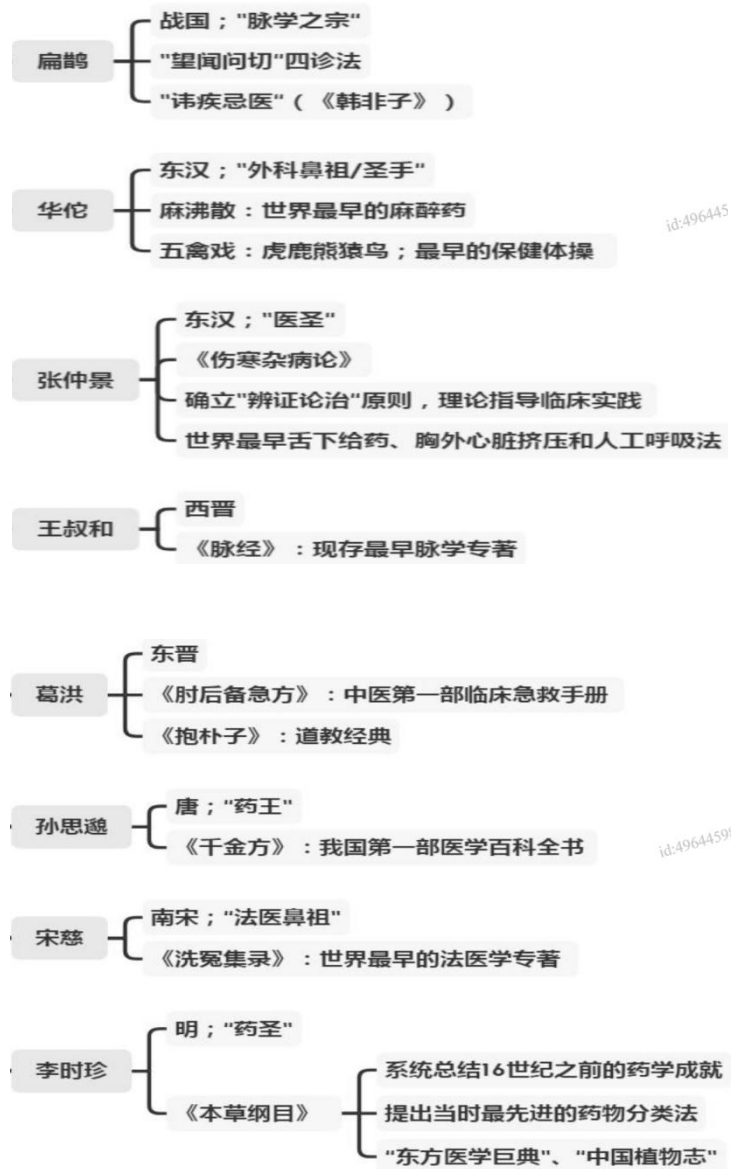 扁鹊
战国；"脉学之宗"
"望闻问切"四诊法
"讳疾忌医"（《韩非子》）
华佗
东汉；"外科鼻祖/圣手"
麻沸散：世界最早的麻醉药
五禽戏：虎鹿熊猿鸟；最早的保健体操
id:496445
张仲景
东汉；"医圣"
《伤寒杂病论》
确立"辨证论治"原则，理论指导临床实践
世界最早舌下给药、胸外心脏挤压和人工呼吸法
王叔和
西晋
《脉经》：现存最早脉学专著
葛洪
东晋
《肘后备急方》：中医第一部临床急救手册
《抱朴子》：道教经典
孙思邈
唐；"药王"
《千金方》：我国第一部医学百科全书
id:4964459
宋慈
南宋；"法医鼻祖"
《洗冤集录》：世界最早的法医学专著
李时珍
明；"药圣"
《本草纲目》
系统总结16世纪之前的药学成就
提出当时最先进的药物分类法
"东方医学巨典"、"中国植物志"